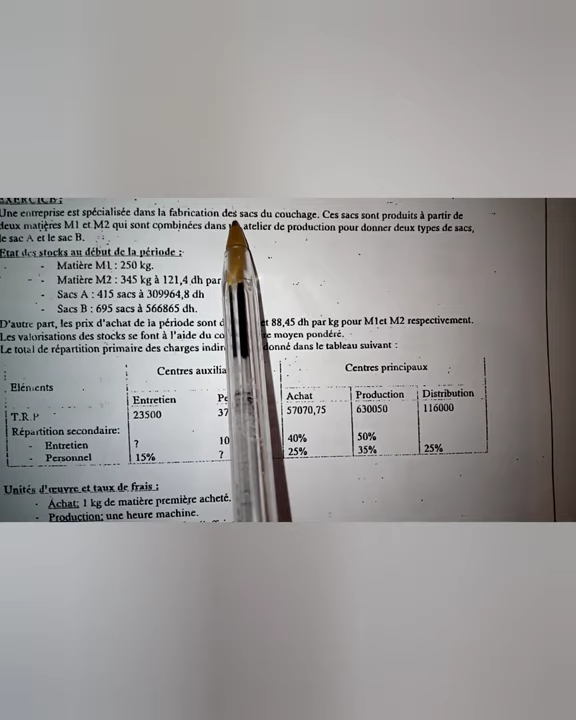 EXERCICE:
Une entreprise est spécialisée dans la fabrication des sacs du couchage. Ces sacs sont produits à partir de
deux matières M1 et M2 qui sont combinées dans atelier de production pour donner deux types de sacs,
le sac A et le sac B.
Etat des stocks au début de la période :
- Matière M1 : 250 kg.
- Matière M2 : 345 kg à 121,4 dh par
- Sacs A : 415 sacs à 309964,8 dh
- Sacs B : 695 sacs à 566865 dh.
D'autre part, les prix d'achat de la période sont et 88,45 dh par kg pour M1et M2 respectivement.
Les valorisations des stocks se font à l'aide du moyen pondéré.
Le total de répartition primaire des charges donné dans le tableau suivant :
Centres Centres principaux
Eléments
Entretien Achat Production Distribution
T.R.P 23500 57070,75 630050 116000
Répartition secondaire:
- Entretien ? 10 40% 50%
- Personnel 15% ? 25% 35% 25%
Unités d'œuvre et taux de frais :
- Achat: 1 kg de matière première acheté.
- Production: une heure machine.